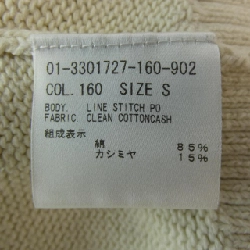 01-3301727-160-902
COL. 160 SIZE S
BODY. LINE STITCH PO
FABRIC CLEAN COTTONCASH
組成表示
綿 85%
カシミヤ 15%